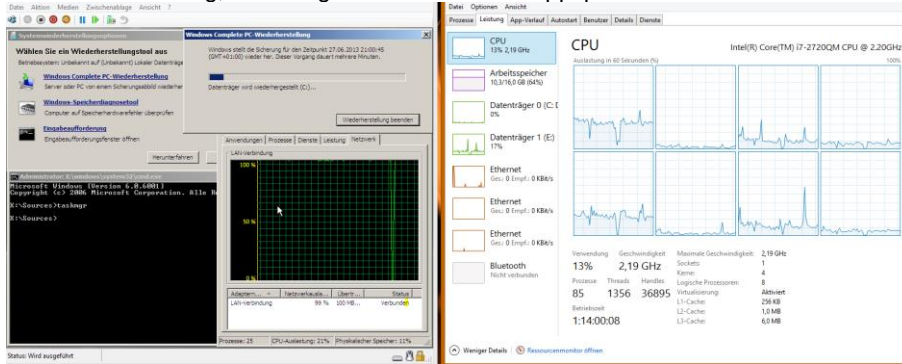 Datei Aktion Medien Zwischenablage Ansicht ?
Systemwiederherstellungsoptionen
Wählen Sie ein Wiederherstellungstool aus
Betriebssystem: Unbekannt auf (Unbekannt) Lokaler Datenträge
Windows Complete PC-Wiederherstellung
Server oder PC von einem Sicherungsabbild wiederher
Windows-Speicherdiagnosetool
Computer auf Speicherhardwarefehler überprüfen
Eingabeaufforderung
Eingabeaufforderungsfenster öffnen
Herunterfahren
Windows Complete PC-Wiederherstellung
Windows stellt die Sicherung für den Zeitpunkt 27.06.2013 21:00:45
(GMT+01:00) wieder her. Dieser Vorgang dauert mehrere Minuten.
Datenträger wird wiederhergestellt (C:)...
Wiederherstellung beenden
Administrator: X:\windows\system32\cmd.exe
Microsoft Windows [Version 6.0.6001]
Copyright (c) 2006 Microsoft Corporation. Alle R
X:\Sources>taskmgr
X:\Sources>
Anwendungen Prozesse Dienste Leistung Netzwerk
LAN-Verbindung
100 %
50 %
0 %
Adaptern... Netzwerkausla... Übertr... Status
LAN-Verbindung 99 % 100 MB... Verbunden
Prozesse: 25 CPU-Auslastung: 21% Physikalischer Speicher: 11%
Status: Wird ausgeführt
Datei Optionen Ansicht
Prozesse Leistung App-Verlauf Autostart Benutzer Details Dienste
CPU
13% 2,19 GHz
Arbeitsspeicher
10,3/16,0 GB (64%)
Datenträger 0 (C: D
0%
Datenträger 1 (E:)
17%
Ethernet
Ges.: 0 Empf.: 0 KBit/s
Ethernet
Ges.: 0 Empf.: 0 KBit/s
Ethernet
Ges.: 0 Empf.: 0 KBit/s
Bluetooth
Nicht verbunden
CPU Intel(R) Core(TM) i7-2720QM CPU @ 2.20GHz
Auslastung in 60 Sekunden (%) 100%
Verwendung Geschwindigkeit
13% 2,19 GHz
Prozesse Threads Handles
85 1356 36895
Betriebszeit
1:14:00:08
Maximale Geschwindigkeit: 2,19 GHz
Sockets: 1
Kerne: 4
Logische Prozessoren: 8
Virtualisierung: Aktiviert
L1-Cache: 256 KB
L2-Cache: 1,0 MB
L3-Cache: 6,0 MB
Weniger Details Ressourcenmonitor öffnen